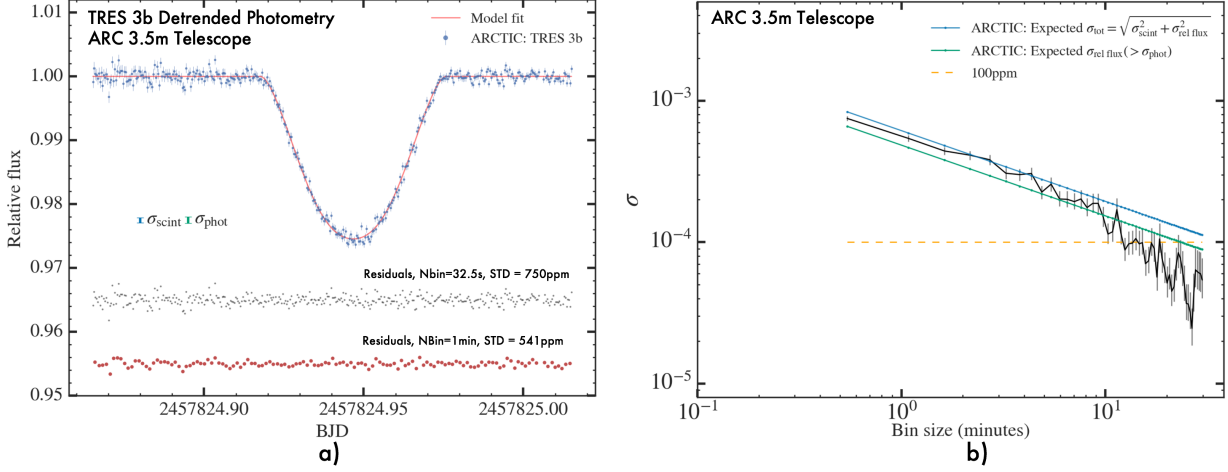 TRES 3b Detrended Photometry
ARC 3.5m Telescope
Model fit
ARCTIC: TRES 3b
1.00
0.99
0.98
0.97
0.96
0.95
Relative flux
σscint σphot
Residuals, Nbin=32.5s, STD = 750ppm
Residuals, NBin=1min, STD = 541ppm
2457824.90 2457824.95 2457825.00
BJD
a)
ARC 3.5m Telescope
ARCTIC: Expected σtot = √σ²scint + σ²rel flux
ARCTIC: Expected σrel flux(> σphot)
100ppm
10⁻³
10⁻⁴
10⁻⁵
σ
10⁻¹ 10⁰ 10¹
Bin size (minutes)
b)